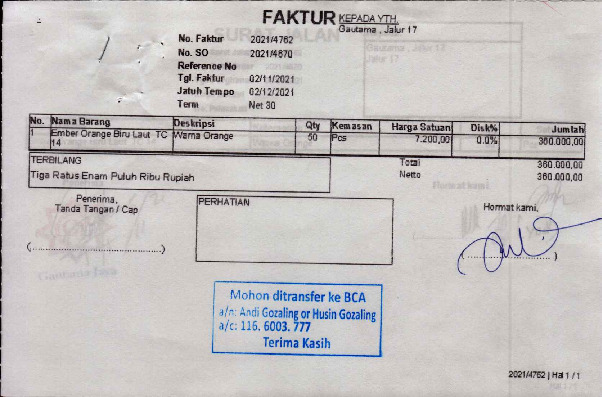 FAKTUR KEPADA YTH.
Gautama , Jalur 17
No. Faktur 2021/4762
No. SO 2021/4870
Reference No
Tgl. Faktur 02/11/2021
Jatuh Tempo 02/12/2021
Term Net 30
No. Nama Barang Deskripsi Qty Kemasan Harga Satuan Disk% Jumlah
1 Ember Orange Biru Laut TC 14 Warna Orange 50 Pcs 7.200,00 0.0% 360.000,00
TERBILANG
Tiga Ratus Enam Puluh Ribu Rupiah
Total 360.000,00
Netto 360.000,00
Penerima,
Tanda Tangan / Cap
PERHATIAN
Hormat kami,
(..................................)
(..........................)
Mohon ditransfer ke BCA
a/n: Andi Gozaling or Husin Gozaling
a/c: 116. 6003. 777
Terima Kasih
2021/4762 | Hal 1 / 1